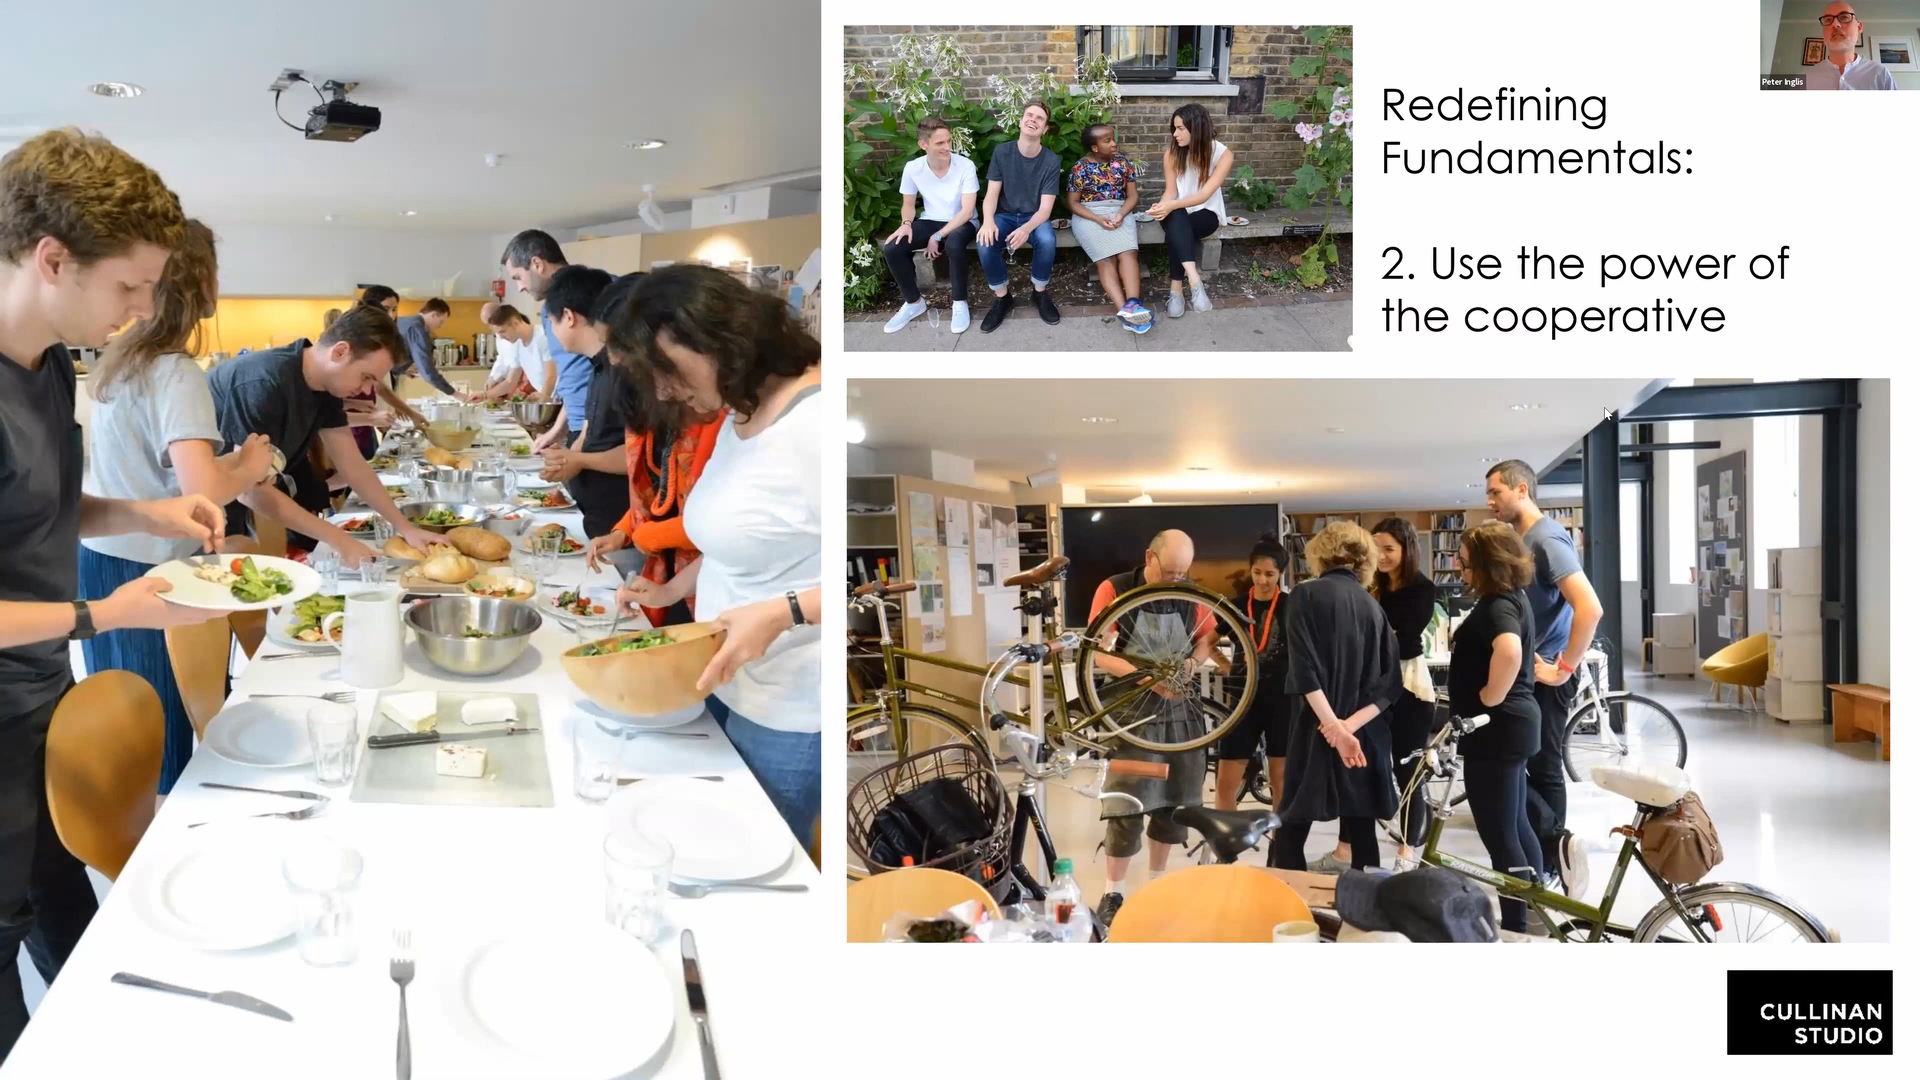 Redefining
Fundamentals:
2. Use the power of
the cooperative
Peter Inglis
CULLINAN
STUDIO